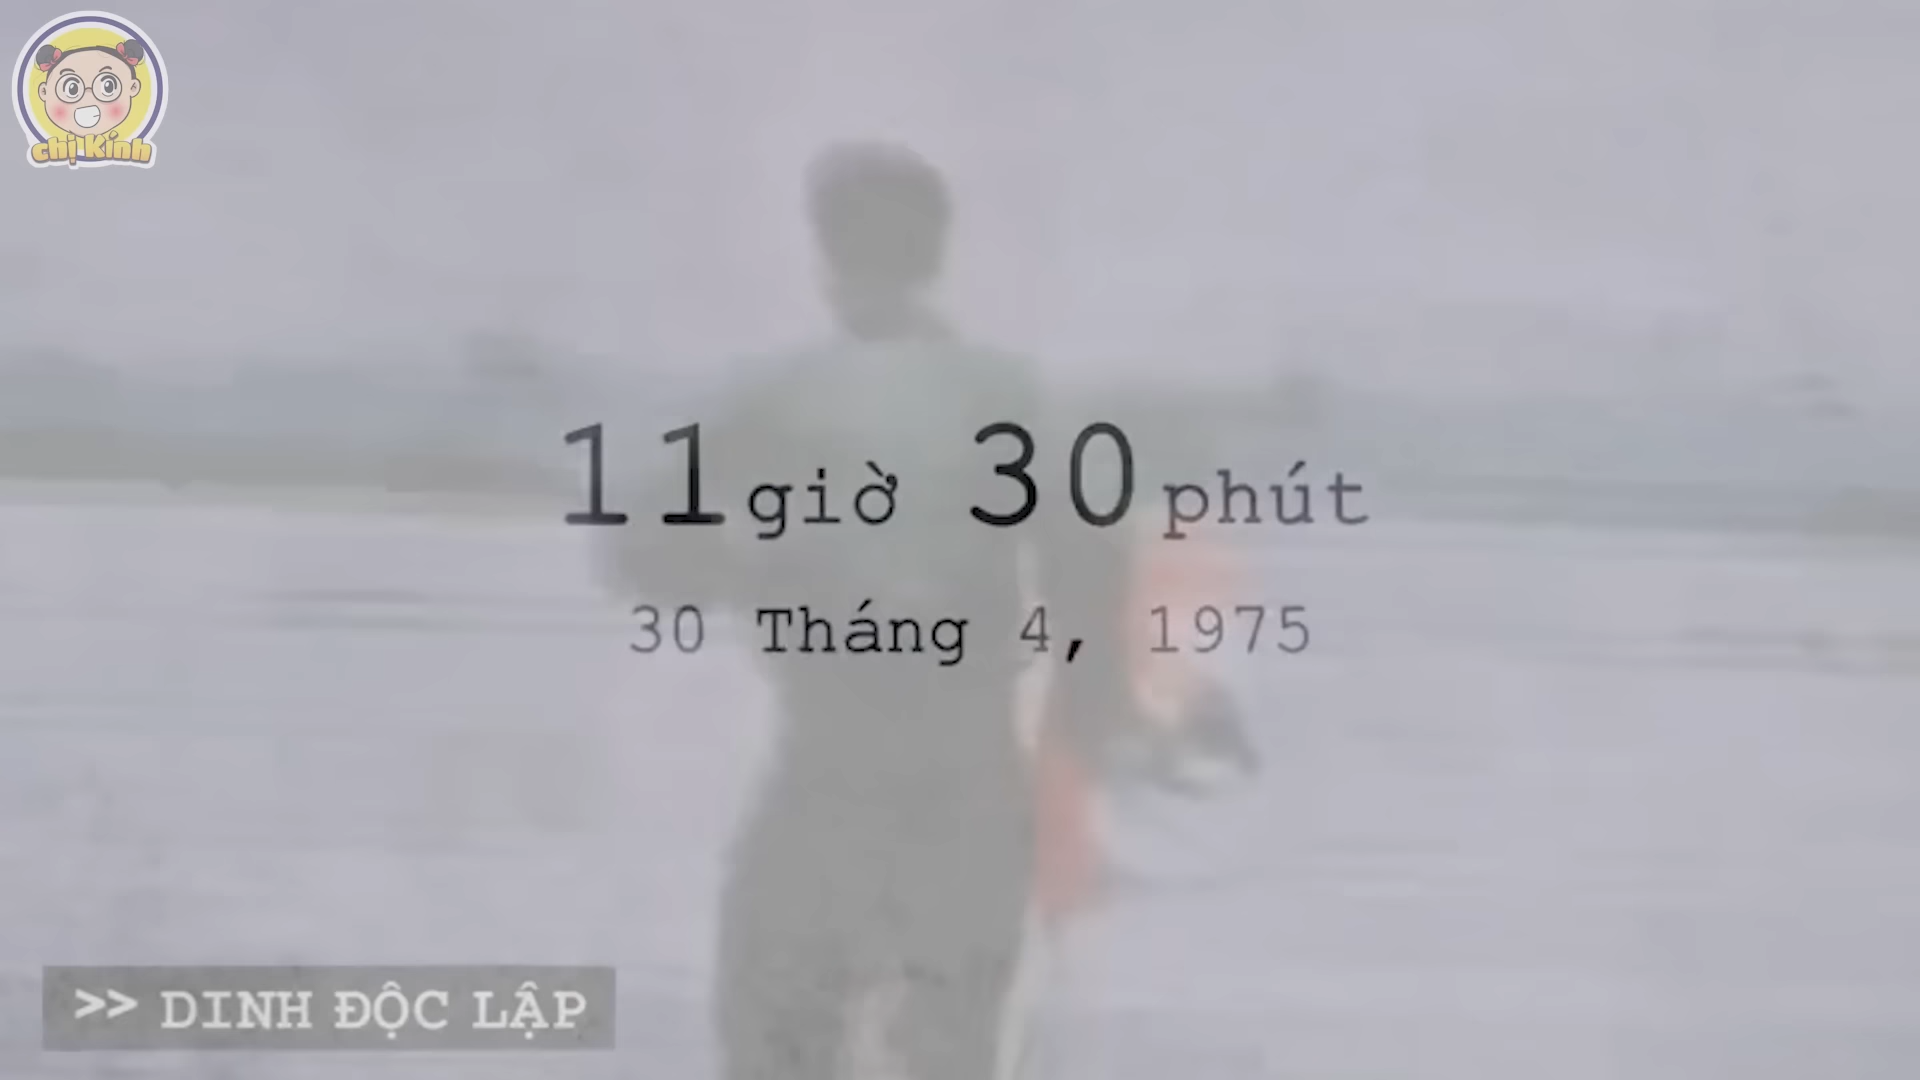 chị Kính
11 giờ 30 phút
30 Tháng 4, 1975
>> DINH ĐỘC LẬP